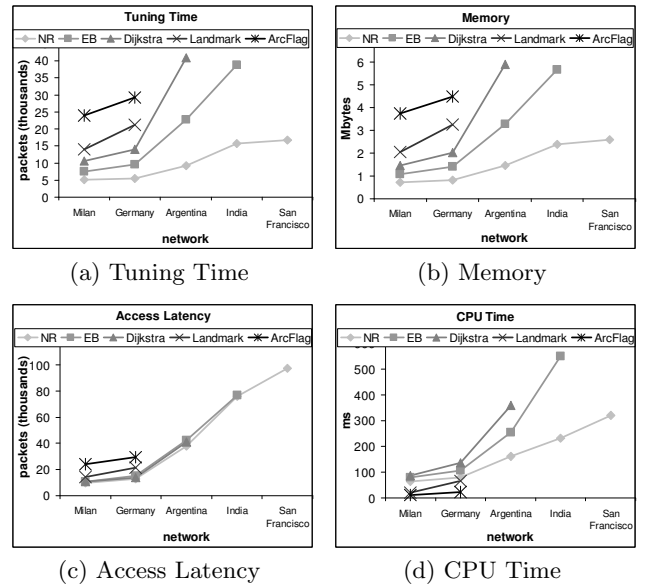 Tuning Time
NR EB Dijkstra Landmark ArcFlag
packets (thousands)
40
35
30
25
20
15
10
5
0
Milan Germany Argentina India San Francisco
network
(a) Tuning Time
Memory
NR EB Dijkstra Landmark ArcFlag
Mbytes
6
5
4
3
2
1
0
Milan Germany Argentina India San Francisco
network
(b) Memory
Access Latency
NR EB Dijkstra Landmark ArcFlag
packets (thousands)
100
80
60
40
20
0
Milan Germany Argentina India San Francisco
network
(c) Access Latency
CPU Time
NR EB Dijkstra Landmark ArcFlag
ms
500
400
300
200
100
0
Milan Germany Argentina India San Francisco
network
(d) CPU Time